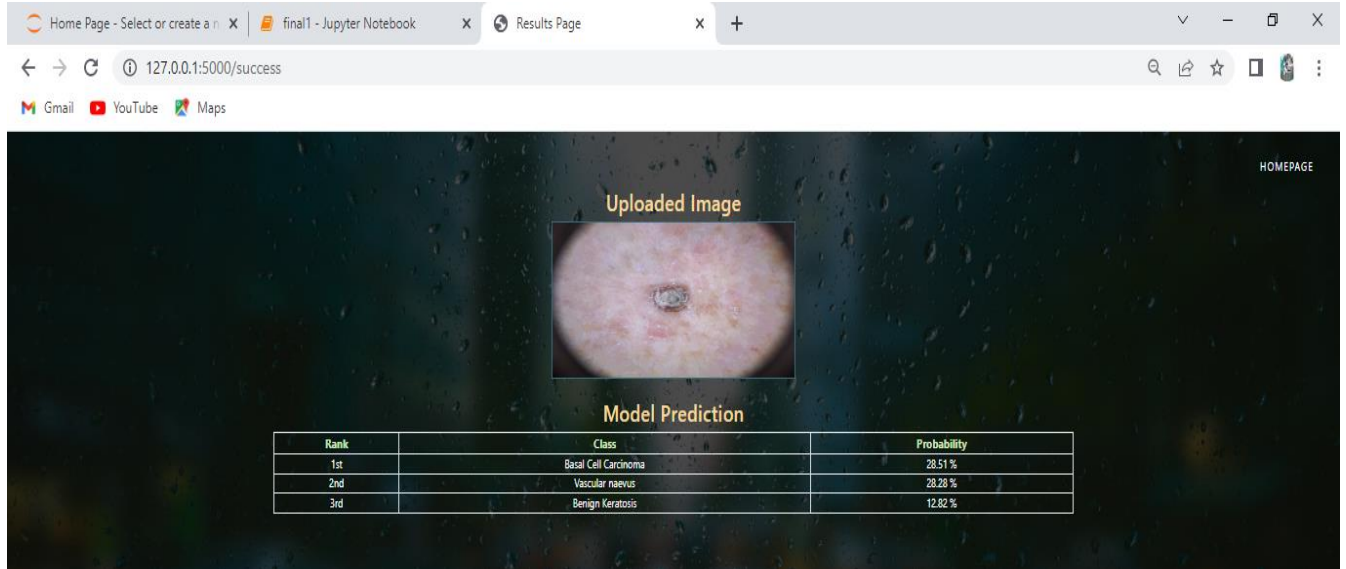 Home Page - Select or create a n
final1 - Jupyter Notebook
Results Page
127.0.0.1:5000/success
Gmail YouTube Maps
HOMEPAGE
Uploaded Image
Model Prediction
Rank Class Probability
1st Basal Cell Carcinoma 28.51 %
2nd Vascular naevus 28.28 %
3rd Benign Keratosis 12.82 %